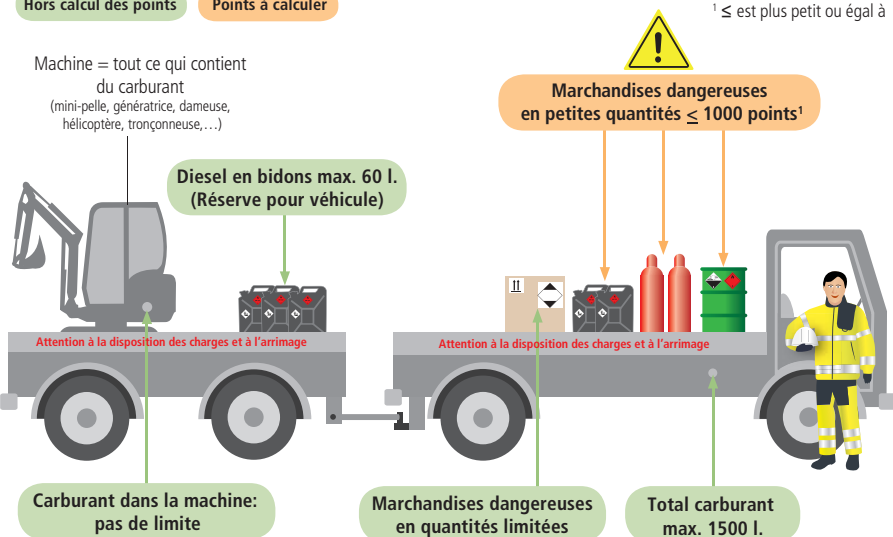 Hors calcul des points
Points à calculer
¹ ≤ est plus petit ou égal à
Machine = tout ce qui contient
du carburant
(mini-pelle, génératrice, dameuse,
hélicoptère, tronçonneuse,…)
Marchandises dangereuses
en petites quantités ≤ 1000 points¹
Diesel en bidons max. 60 l.
(Réserve pour véhicule)
Attention à la disposition des charges et à l'arrimage
Attention à la disposition des charges et à l'arrimage
Carburant dans la machine:
pas de limite
Marchandises dangereuses
en quantités limitées
Total carburant
max. 1500 l.